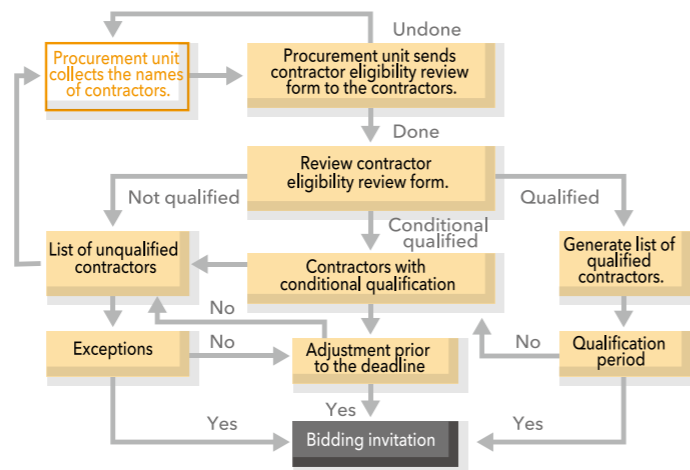 Undone
Procurement unit
collects the names
of contractors.
Procurement unit sends
contractor eligibility review
form to the contractors.
Done
Review contractor
eligibility review form.
Not qualified
Qualified
Conditional
qualified
List of unqualified
contractors
Contractors with
conditional qualification
Generate list of
qualified
contractors.
No
Exceptions
No
Adjustment prior
to the deadline
No
Qualification
period
Yes
Yes
Yes
Bidding invitation